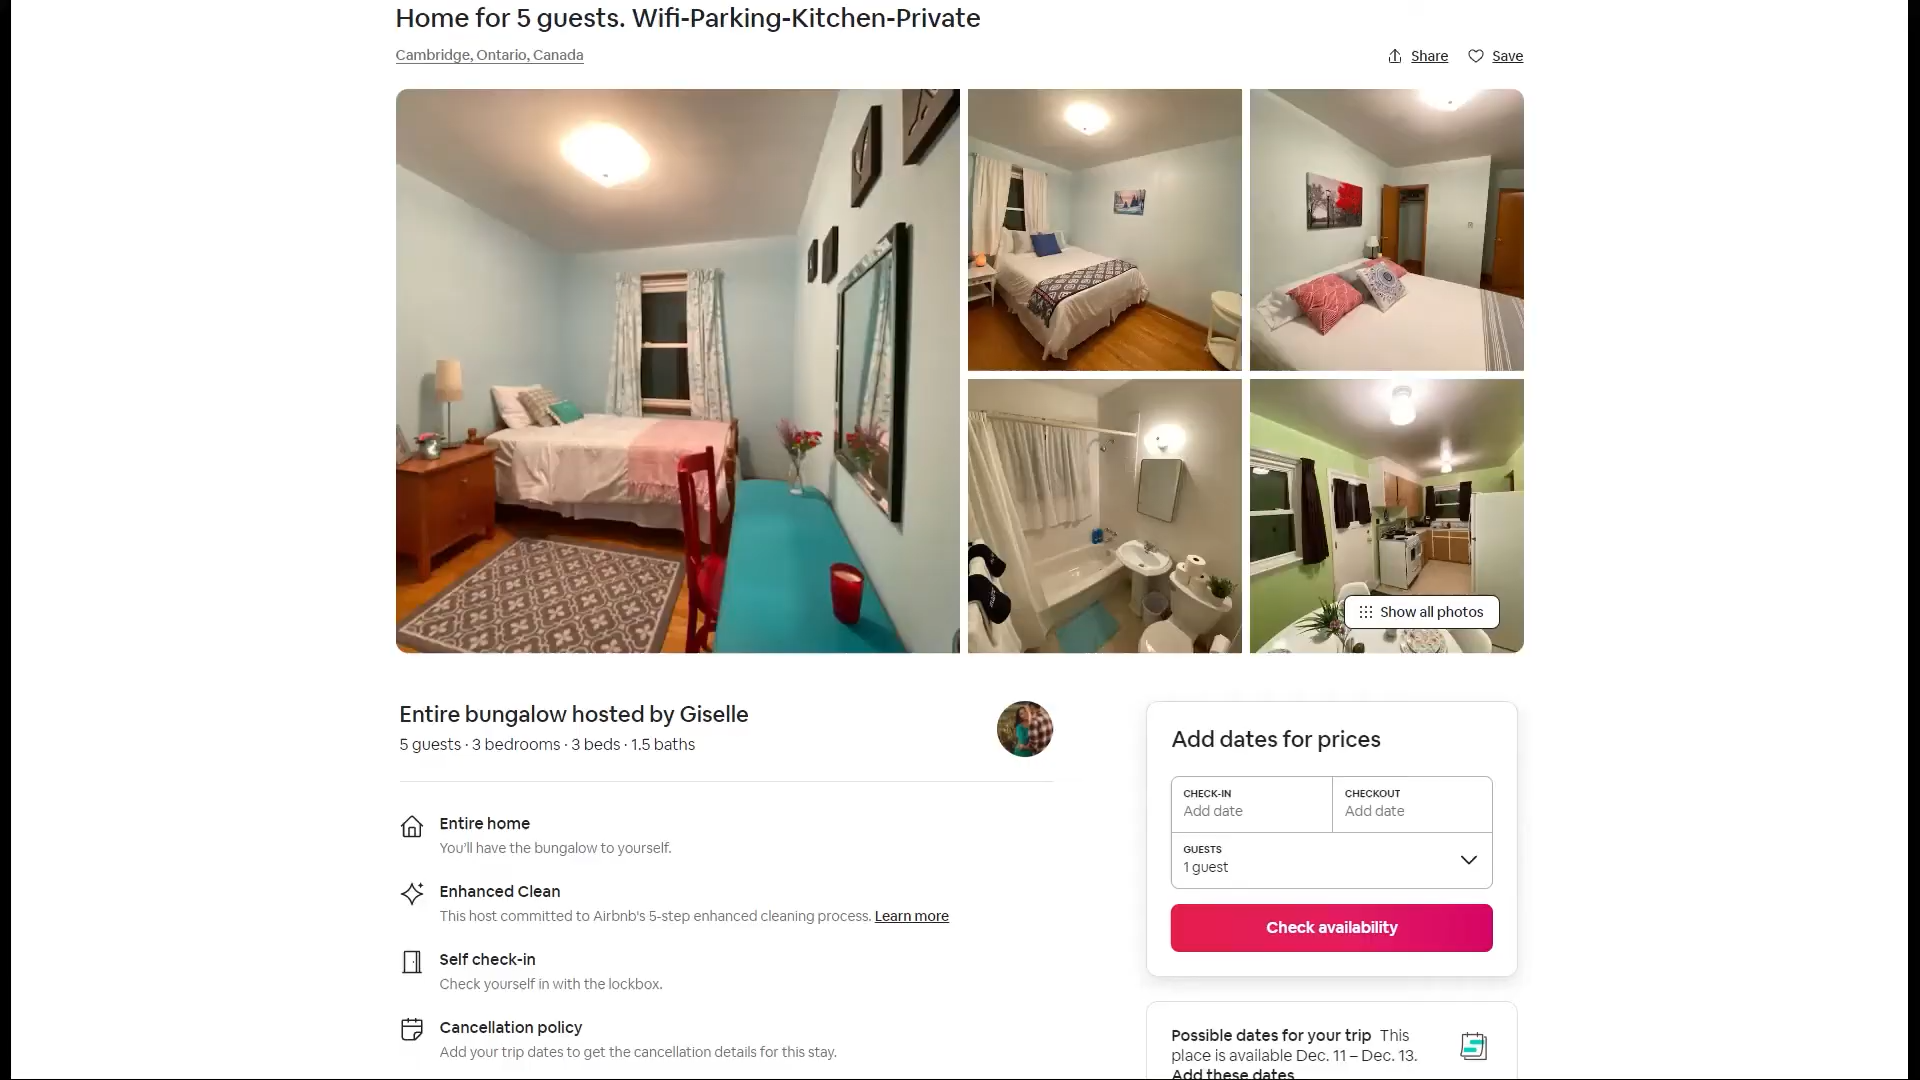 Home for 5 guests. Wifi-Parking-Kitchen-Private
Cambridge, Ontario, Canada
Share
Save
Show all photos
Entire bungalow hosted by Giselle
5 guests · 3 bedrooms · 3 beds · 1.5 baths
Entire home
You'll have the bungalow to yourself.
Enhanced Clean
This host committed to Airbnb's 5-step enhanced cleaning process. Learn more
Self check-in
Check yourself in with the lockbox.
Cancellation policy
Add your trip dates to get the cancellation details for this stay.
Add dates for prices
CHECK-IN
Add date
CHECKOUT
Add date
GUESTS
1 guest
Check availability
Possible dates for your trip This
place is available Dec. 11 – Dec. 13.
Add these dates